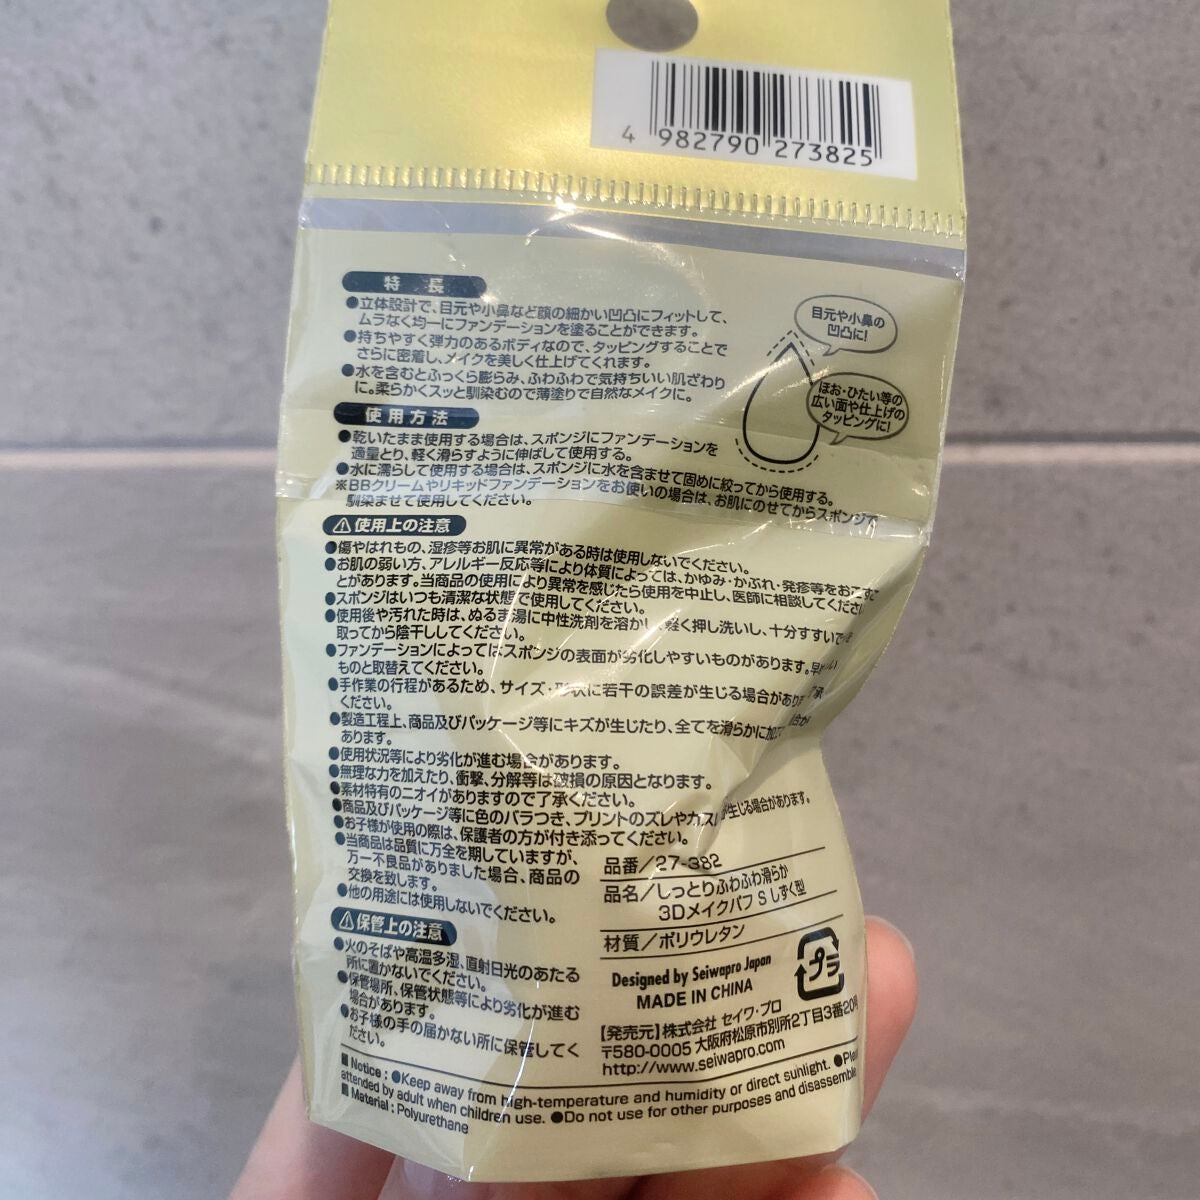 4 982790 273825
特長
●立体設計で、目元や小鼻など顔の細かい凹凸にフィットして、
ムラなく均一にファンデーションを塗ることができます。
●持ちやすく弾力のあるボディなので、タッピングすることで
さらに密着し、メイクを美しく仕上げてくれます。
●水を含むとふっくら膨らみ、ふわふわで気持ちいい肌ざわり
に。柔らかくスッと馴染むので薄塗りで自然なメイクに。
目元や小鼻の
凹凸に!
ほお・ひたい等の
広い面や仕上げの
タッピングに!
使用方法
●乾いたまま使用する場合は、スポンジにファンデーションを
適量とり、軽く滑らすように伸ばして使用する。
●水に濡らして使用する場合は、スポンジに水を含ませて固めに絞ってから使用する。
※BBクリームやリキッドファンデーションをお使いの場合は、お肌にのせてからスポンジで
馴染ませて使用してください。
⚠使用上の注意
●傷やはれもの、湿疹等お肌に異常がある時は使用しないでください。
●お肌の弱い方、アレルギー反応等により体質によっては、かゆみ・かぶれ・発疹等をおこすこ
とがあります。当商品の使用により異常を感じたら使用を中止し、医師に相談してくださ
●スポンジはいつも清潔な状態で使用してください。
●使用後や汚れた時は、ぬるま湯に中性洗剤を溶かし、軽く押し洗いし、十分すすいで
取ってから陰干ししてください。
●ファンデーションによってはスポンジの表面が劣化しやすいものがあります。
ものと取替えてください。
●手作業の行程があるため、サイズ・形状に若干の誤差が生じる場合があります。
ください。
●製造工程上、商品及びパッケージ等にキズが生じたり、全てを滑らかに
あります。
●使用状況等により劣化が進む場合があります。
●無理な力を加えたり、衝撃、分解等は破損の原因となります。
●素材特有のニオイがありますので了承ください。
●商品及びパッケージ等に色のバラつき、プリントのズレやカス が生じる場合があります。
●お子様が使用の際は、保護者の方が付き添ってください。
●当商品は品質に万全を期していますが、
万一不良品がありました場合、商品の
交換を致します。
●他の用途には使用しないでください。
⚠保管上の注意
●火のそばや高温多湿、直射日光のあたる
所に置かないでください。
●保管場所、保管状態等により劣化が進む
場合があります。
●お子様の手の届かない所に保管してく
ださい。
品番／27-382
品名／しっとりふわふわ滑らか
3Dメイクパフ S しずく型
材質／ポリウレタン
Designed by Seiwapro Japan
MADE IN CHINA
プラ
【発売元】株式会社 セイワ・プロ
〒580-0005 大阪府松原市別所2丁目3番20号
http://www.seiwapro.com
■Notice : ●Keep away from high-temperature and humidity or direct sunlight. ●
attended by adult when children use. ●Do not use for other purposes and disassemble
■Material : Polyurethane